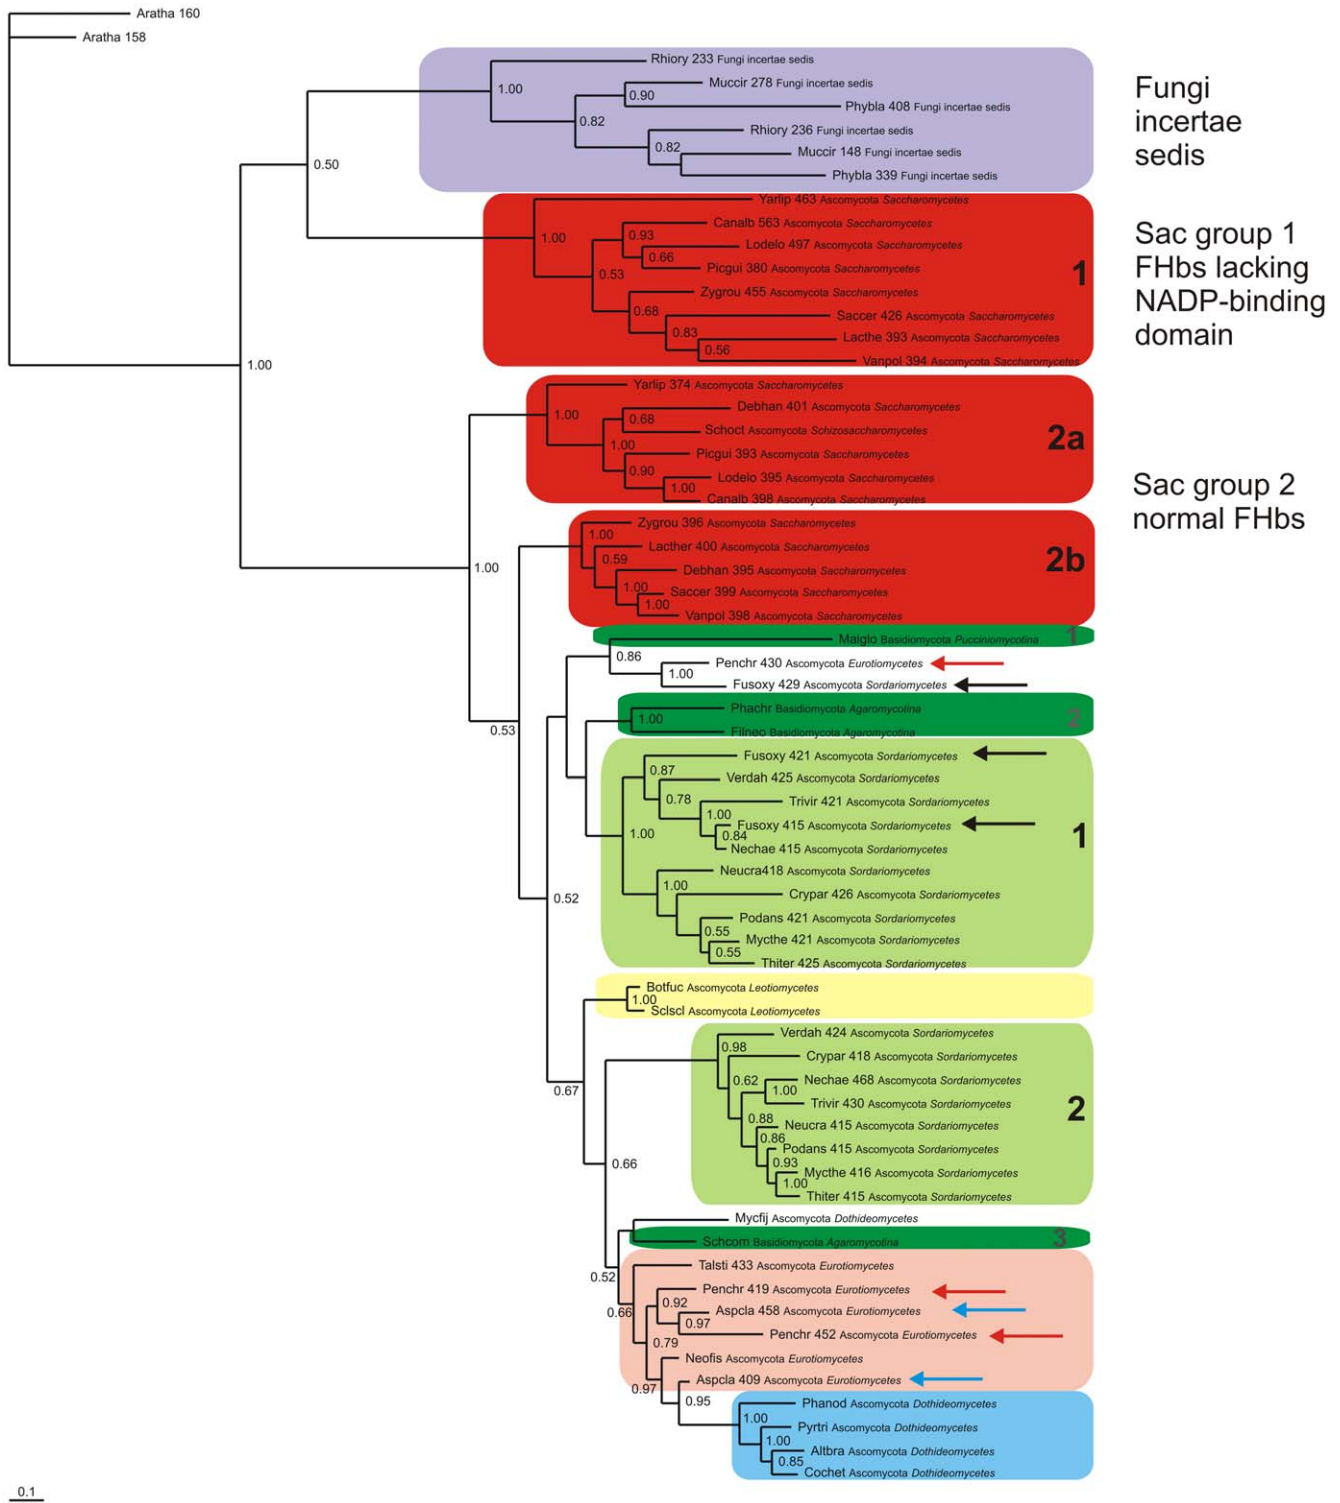 Aratha 160
Aratha 158
Rhiory 233 Fungi incertae sedis
1.00
Muccir 278 Fungi incertae sedis
0.90
Phybla 408 Fungi incertae sedis
0.82
Rhiory 236 Fungi incertae sedis
0.82
Muccir 148 Fungi incertae sedis
Phybla 339 Fungi incertae sedis
Fungi
incertae
sedis
0.50
Yarlip 463 Ascomycota Saccharomycetes
Canalb 563 Ascomycota Saccharomycetes
0.93
1.00
Lodelo 497 Ascomycota Saccharomycetes
0.66
Picgui 380 Ascomycota Saccharomycetes
0.53
1
Zygrou 455 Ascomycota Saccharomycetes
0.68
Saccer 426 Ascomycota Saccharomycetes
0.83
Lacthe 393 Ascomycota Saccharomycetes
0.56
Vanpol 394 Ascomycota Saccharomycetes
Sac group 1
FHbs lacking
NADP-binding
domain
1.00
Yarlip 374 Ascomycota Saccharomycetes
1.00
Debhan 401 Ascomycota Saccharomycetes
0.68
Schoct Ascomycota Schizosaccharomycetes
2a
1.00
Picgui 393 Ascomycota Saccharomycetes
0.90
Lodelo 395 Ascomycota Saccharomycetes
1.00
Canalb 398 Ascomycota Saccharomycetes
Sac group 2
normal FHbs
Zygrou 396 Ascomycota Saccharomycetes
1.00
Lacther 400 Ascomycota Saccharomycetes
0.59
2b
1.00
Debhan 395 Ascomycota Saccharomycetes
1.00
Saccer 399 Ascomycota Saccharomycetes
1.00
Vanpol 398 Ascomycota Saccharomycetes
Malglo Basidiomycota Pucciniomycotina
1
0.86
Penchr 430 Ascomycota Eurotiomycetes
1.00
Fusoxy 429 Ascomycota Sordariomycetes
Phachr Basidiomycota Agaromycotina
1.00
2
Filneo Basidiomycota Agaromycotina
0.53
Fusoxy 421 Ascomycota Sordariomycetes
0.87
Verdah 425 Ascomycota Sordariomycetes
0.78
Trivir 421 Ascomycota Sordariomycetes
1.00
Fusoxy 415 Ascomycota Sordariomycetes
1.00
0.84
1
Nechae 415 Ascomycota Sordariomycetes
Neucra418 Ascomycota Sordariomycetes
1.00
Crypar 426 Ascomycota Sordariomycetes
0.52
Podans 421 Ascomycota Sordariomycetes
0.55
Mycthe 421 Ascomycota Sordariomycetes
0.55
Thiter 425 Ascomycota Sordariomycetes
Botfuc Ascomycota Leotiomycetes
1.00
Sclscl Ascomycota Leotiomycetes
Verdah 424 Ascomycota Sordariomycetes
0.98
Crypar 418 Ascomycota Sordariomycetes
0.62
Nechae 468 Ascomycota Sordariomycetes
0.67
1.00
Trivir 430 Ascomycota Sordariomycetes
2
0.88
Neucra 415 Ascomycota Sordariomycetes
0.86
Podans 415 Ascomycota Sordariomycetes
0.66
0.93
Mycthe 416 Ascomycota Sordariomycetes
1.00
Thiter 415 Ascomycota Sordariomycetes
Mycfij Ascomycota Dothideomycetes
Schcom Basidiomycota Agaromycotina
3
Talsti 433 Ascomycota Eurotiomycetes
0.52
Penchr 419 Ascomycota Eurotiomycetes
0.92
0.66
Aspcla 458 Ascomycota Eurotiomycetes
0.97
Penchr 452 Ascomycota Eurotiomycetes
0.79
Neofis Ascomycota Eurotiomycetes
Aspcla 409 Ascomycota Eurotiomycetes
0.97
0.95
Phanod Ascomycota Dothideomycetes
1.00
Pyrtri Ascomycota Dothideomycetes
1.00
Altbra Ascomycota Dothideomycetes
0.85
Cochet Ascomycota Dothideomycetes
0.1